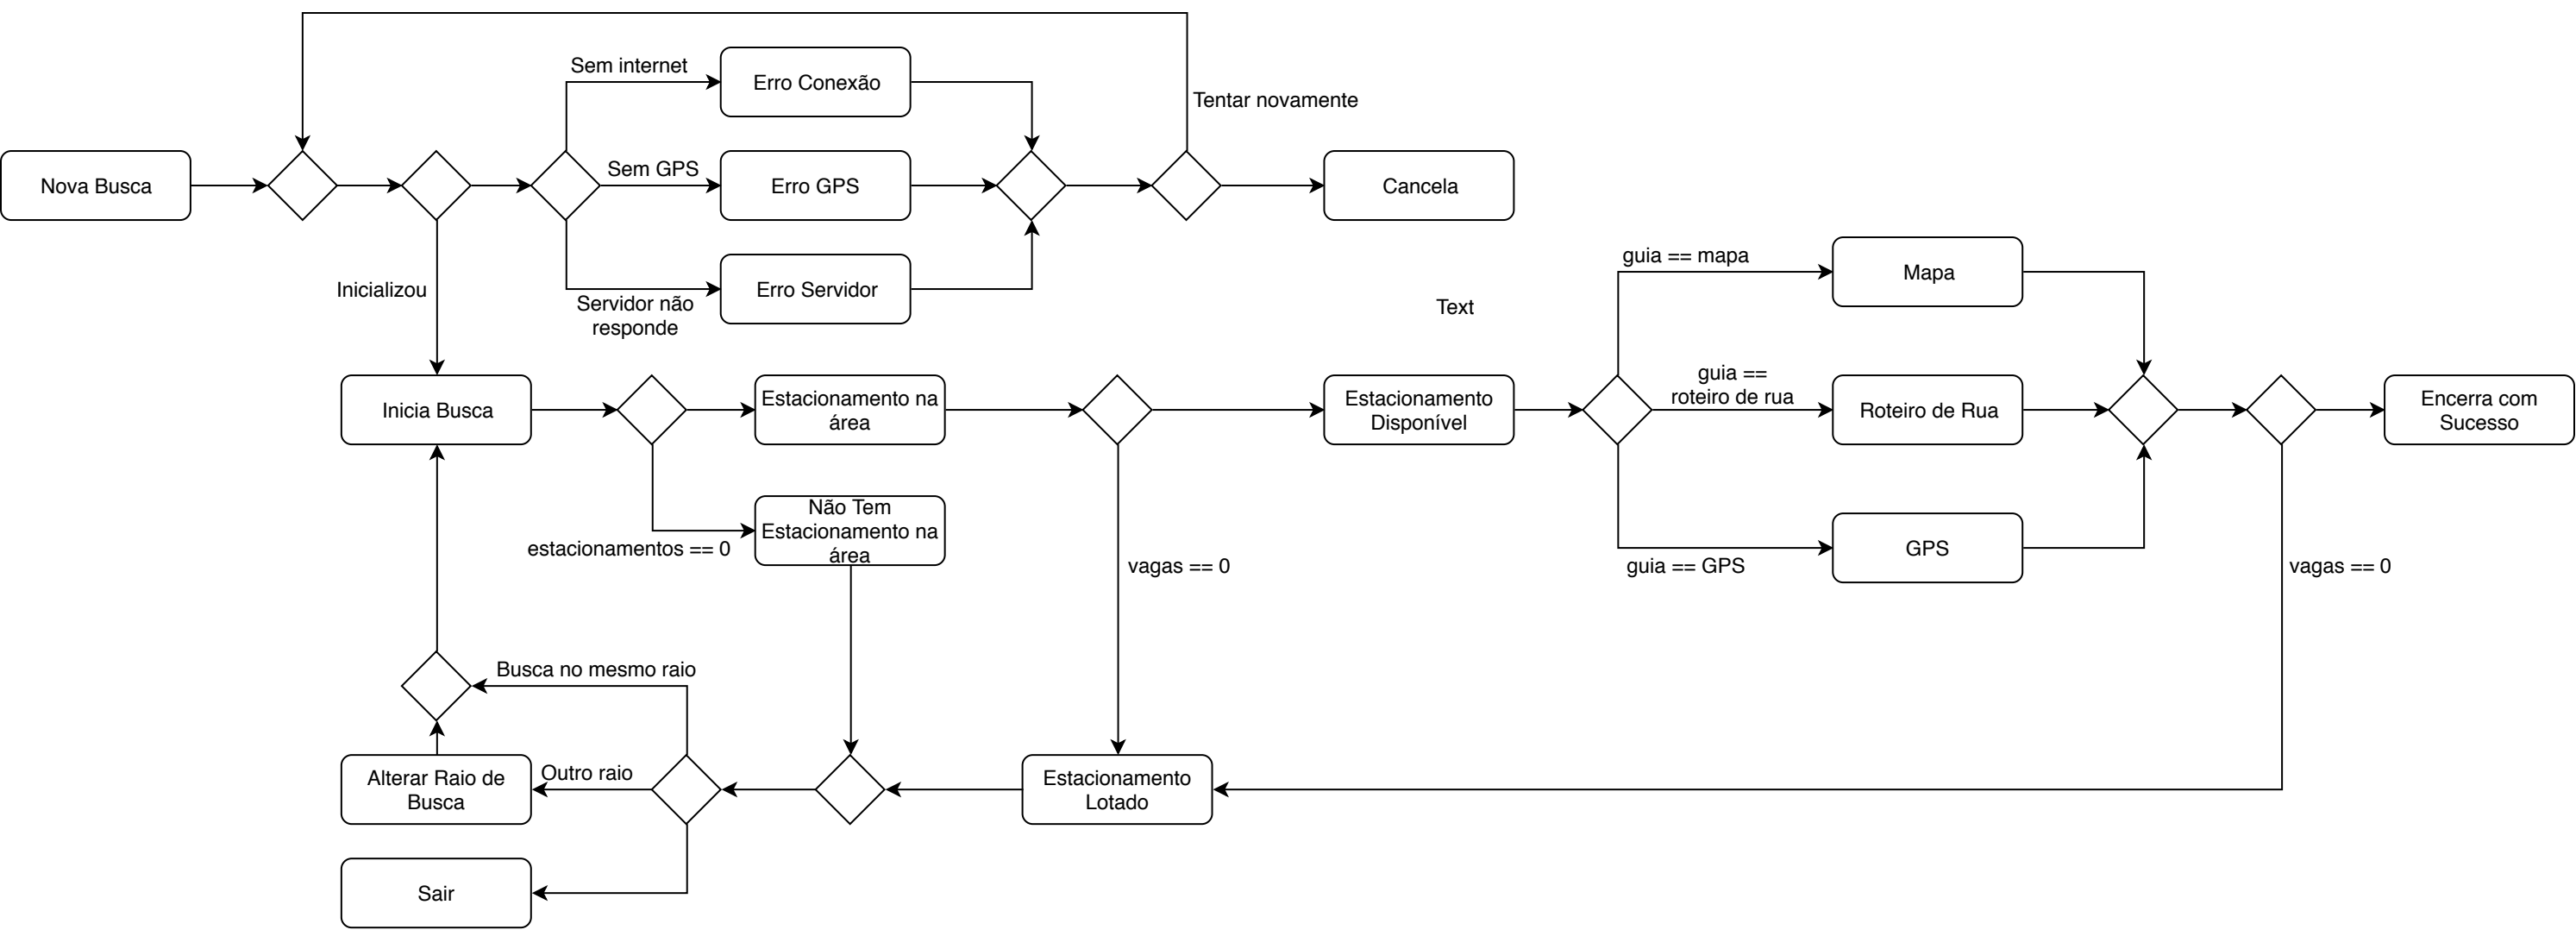 Sem internet
Erro Conexão
Tentar novamente
Nova Busca
Sem GPS
Erro GPS
Cancela
Inicializou
Erro Servidor
Servidor não
responde
guia == mapa
Mapa
Text
Inicia Busca
Estacionamento na
área
Estacionamento
Disponível
guia ==
roteiro de rua
Roteiro de Rua
Encerra com
Sucesso
Não Tem
Estacionamento na
área
estacionamentos == 0
vagas == 0
GPS
guia == GPS
vagas == 0
Busca no mesmo raio
Alterar Raio de
Busca
Outro raio
Estacionamento
Lotado
Sair